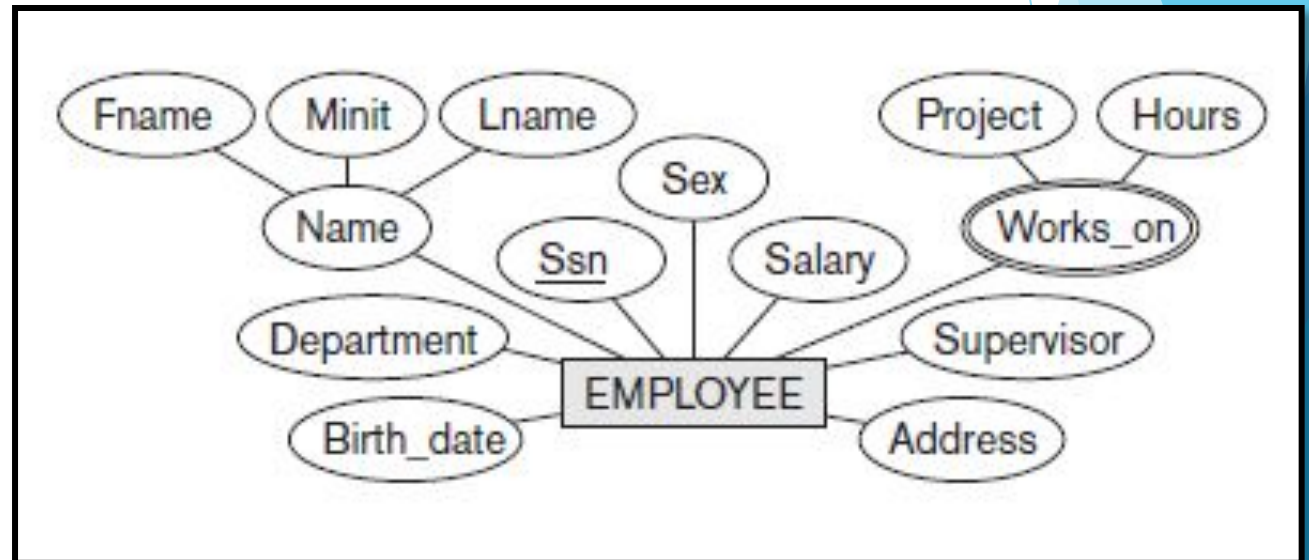 Fname Minit Lname Project Hours
Sex
Name Works_on
Ssn Salary
Department Supervisor
EMPLOYEE
Birth_date Address